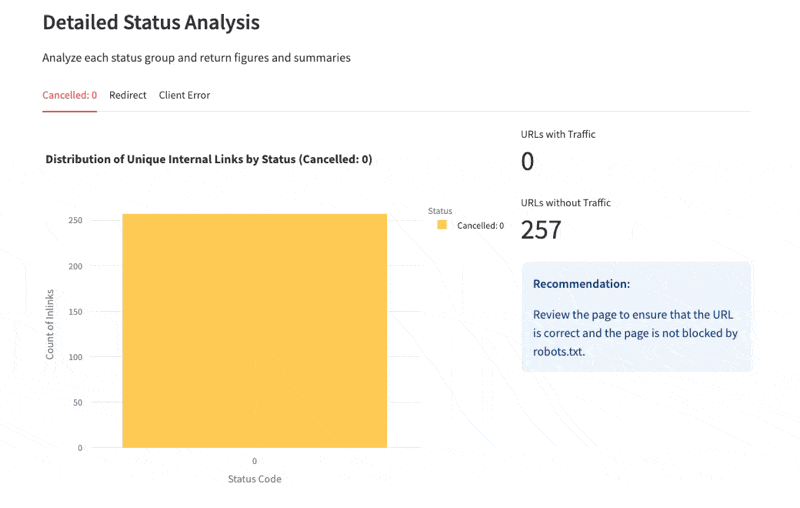 Detailed Status Analysis
Analyze each status group and return figures and summaries
Cancelled: 0 Redirect Client Error
Distribution of Unique Internal Links by Status (Cancelled: 0)
250
200
150
100
50
0
Count of Inlinks
0
Status Code
Status
Cancelled: 0
URLs with Traffic
0
URLs without Traffic
257
Recommendation:
Review the page to ensure that the URL
is correct and the page is not blocked by
robots.txt.